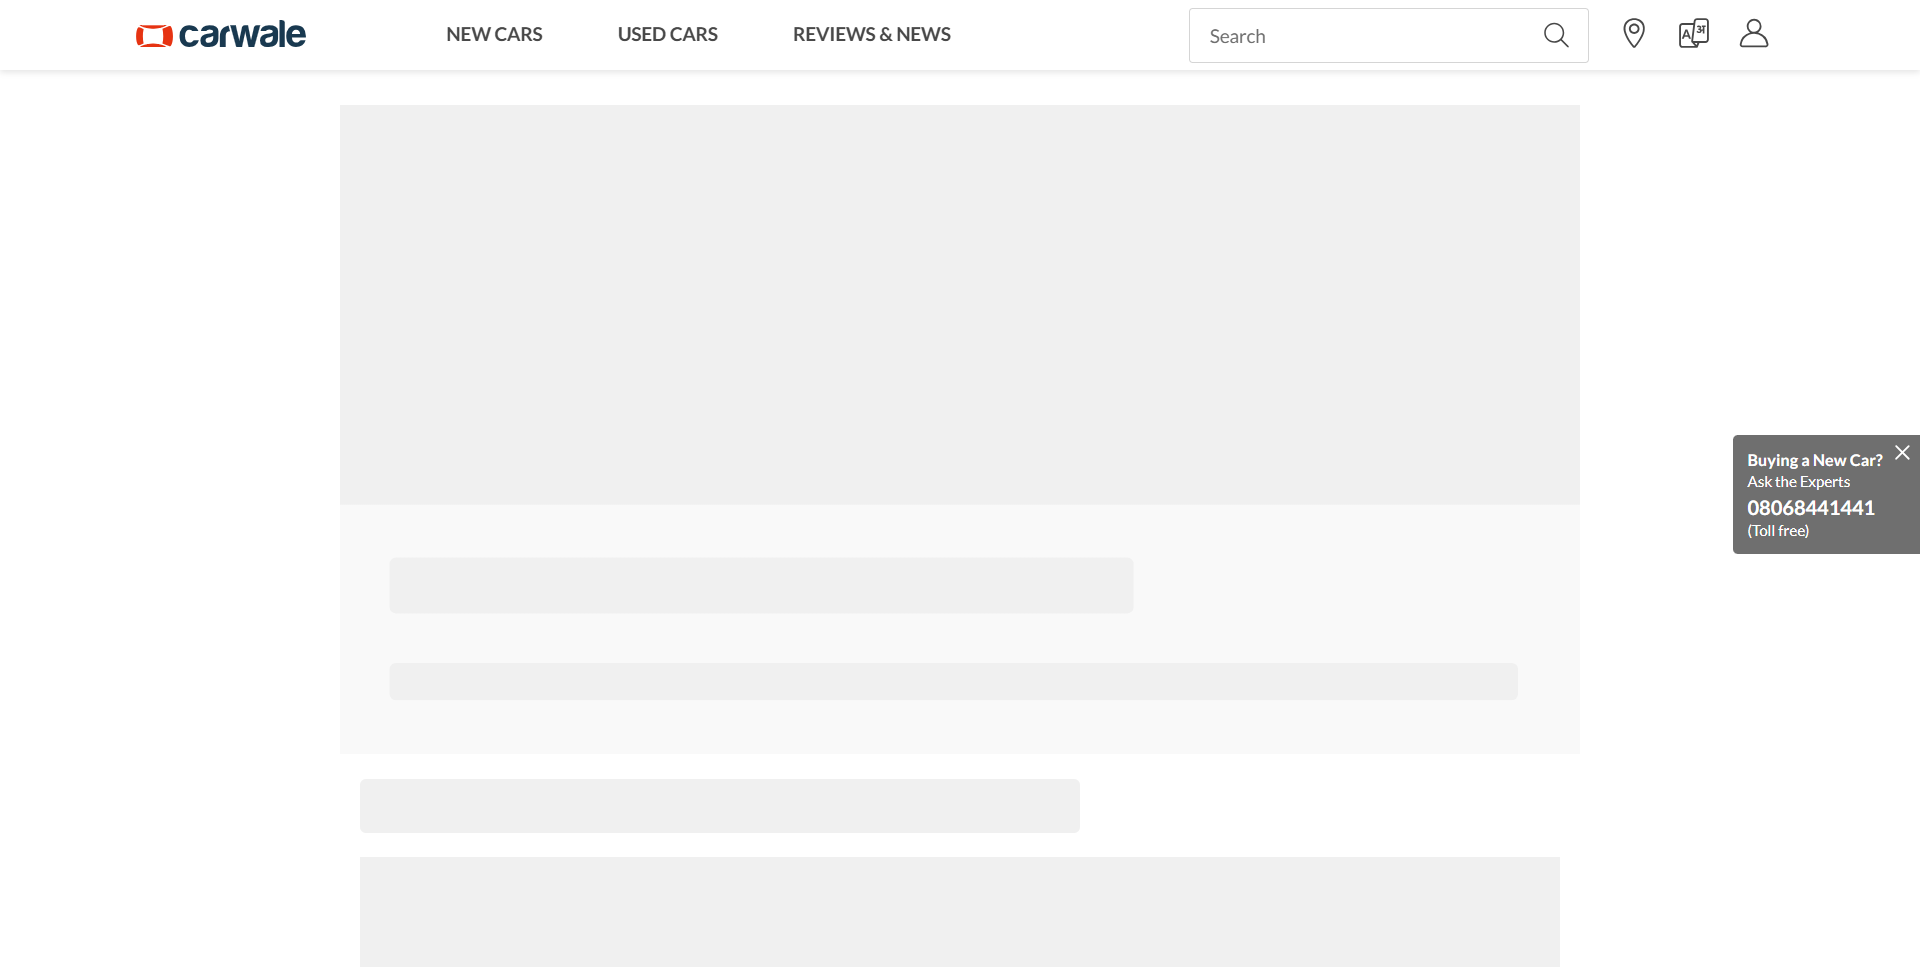 carwale
NEW CARS
USED CARS
REVIEWS & NEWS
Search
A अ
Buying a New Car?
Ask the Experts
08068441441
(Toll free)